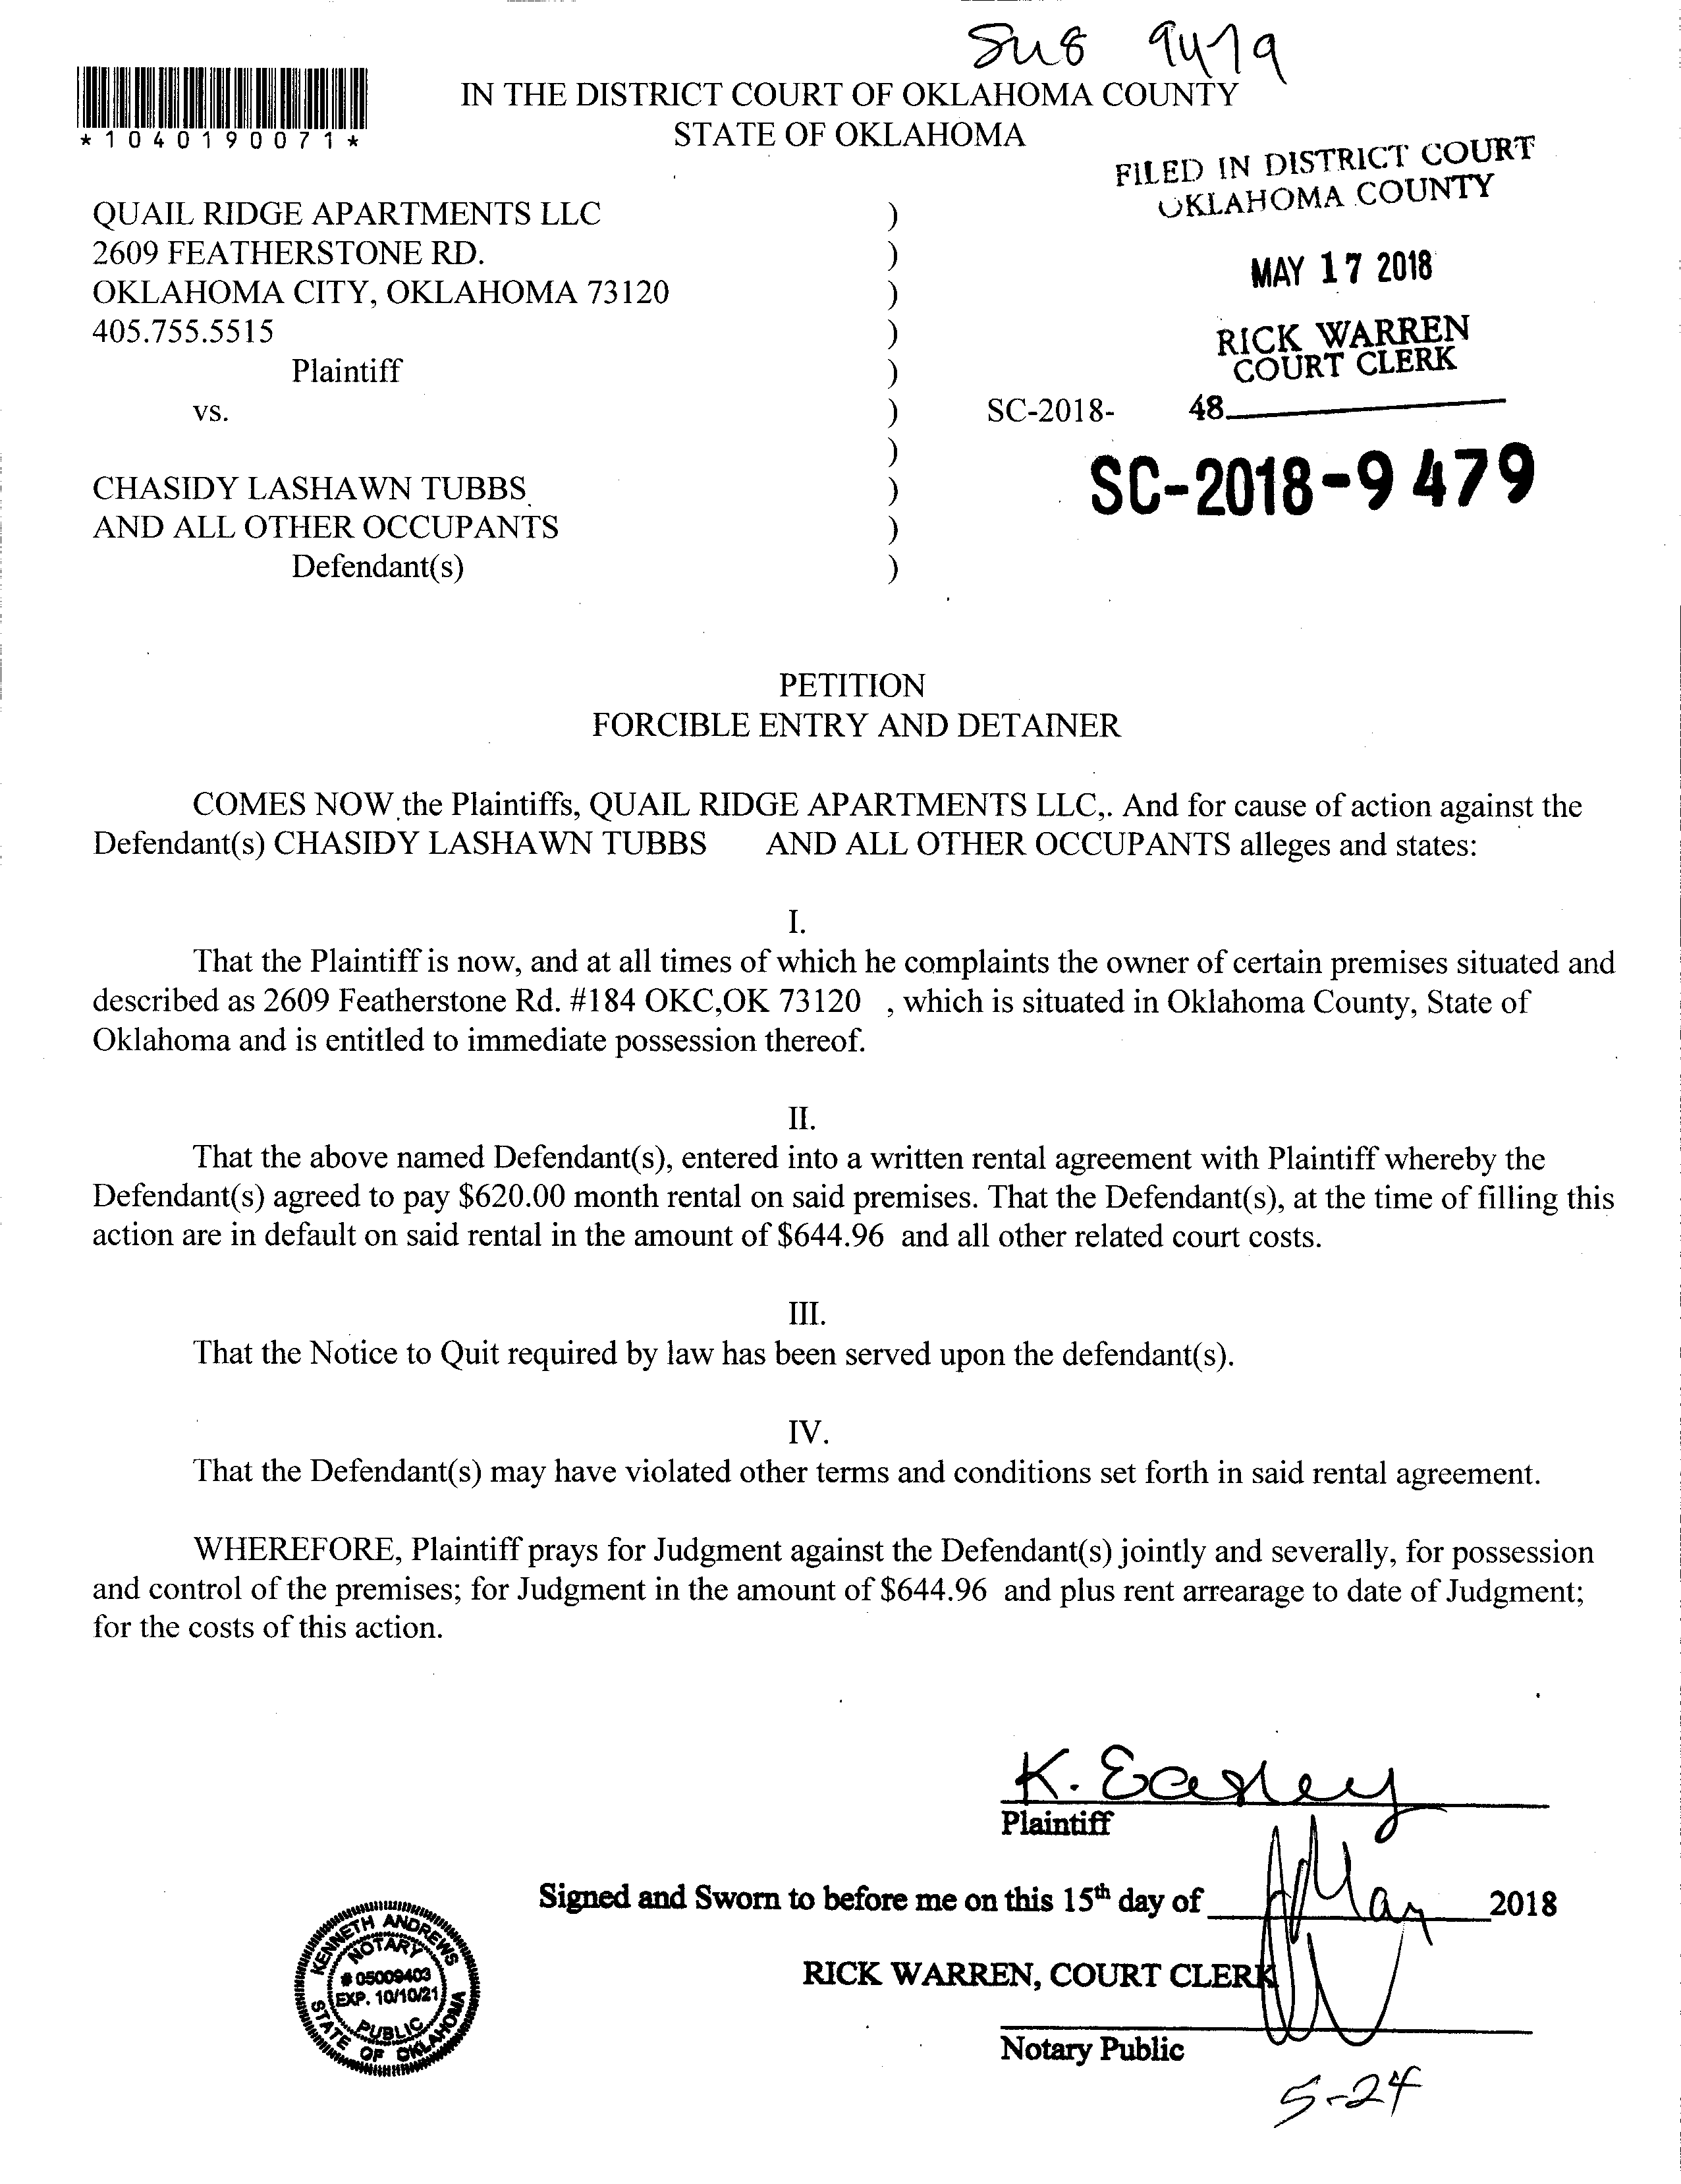 SC18 9479
*1040190071*
IN THE DISTRICT COURT OF OKLAHOMA COUNTY
STATE OF OKLAHOMA
FILED IN DISTRICT COURT
OKLAHOMA COUNTY
MAY 17 2018
RICK WARREN
COURT CLERK
48
SC-2018-
SC-2018-9479
QUAIL RIDGE APARTMENTS LLC )
2609 FEATHERSTONE RD. )
OKLAHOMA CITY, OKLAHOMA 73120 )
405.755.5515 )
Plaintiff )
vs. )
)
CHASIDY LASHAWN TUBBS )
AND ALL OTHER OCCUPANTS )
Defendant(s) )
PETITION
FORCIBLE ENTRY AND DETAINER
COMES NOW the Plaintiffs, QUAIL RIDGE APARTMENTS LLC,. And for cause of action against the
Defendant(s) CHASIDY LASHAWN TUBBS AND ALL OTHER OCCUPANTS alleges and states:
I.
That the Plaintiff is now, and at all times of which he complaints the owner of certain premises situated and
described as 2609 Featherstone Rd. #184 OKC,OK 73120 , which is situated in Oklahoma County, State of
Oklahoma and is entitled to immediate possession thereof.
II.
That the above named Defendant(s), entered into a written rental agreement with Plaintiff whereby the
Defendant(s) agreed to pay $620.00 month rental on said premises. That the Defendant(s), at the time of filling this
action are in default on said rental in the amount of $644.96 and all other related court costs.
III.
That the Notice to Quit required by law has been served upon the defendant(s).
IV.
That the Defendant(s) may have violated other terms and conditions set forth in said rental agreement.
WHEREFORE, Plaintiff prays for Judgment against the Defendant(s) jointly and severally, for possession
and control of the premises; for Judgment in the amount of $644.96 and plus rent arrearage to date of Judgment;
for the costs of this action.
K. Easley
Plaintiff
Signed and Sworn to before me on this 15th day of May 2018
RICK WARREN, COURT CLERK
Notary Public
5-24
KENNETH ANDREWS
NOTARY
# 05009403
EXP. 10/10/21
PUBLIC
STATE OF OKLAHOMA